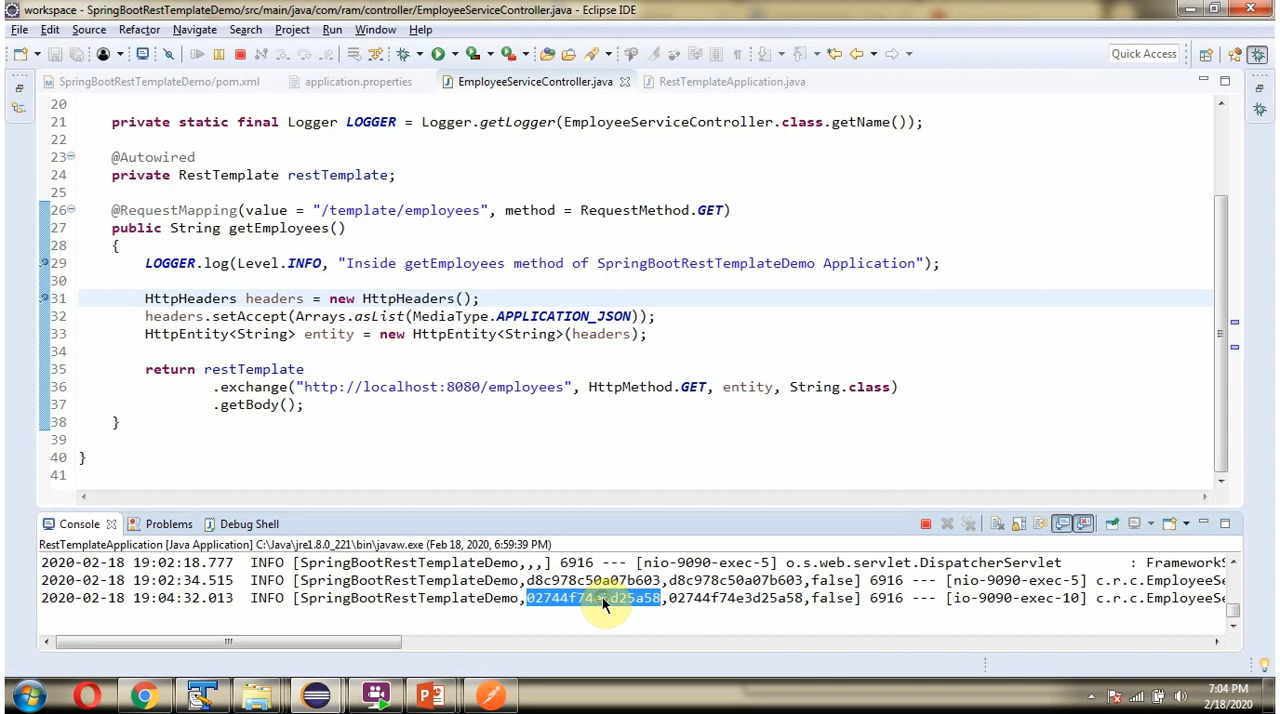 workspace - SpringBootRestTemplateDemo/src/main/java/com/ram/controller/EmployeeServiceController.java - Eclipse IDE
File Edit Source Refactor Navigate Search Project Run Window Help
Quick Access
SpringBootRestTemplateDemo/pom.xml application.properties EmployeeServiceController.java RestTemplateApplication.java
20
21 private static final Logger LOGGER = Logger.getLogger(EmployeeServiceController.class.getName());
22
23 @Autowired
24 private RestTemplate restTemplate;
25
26 @RequestMapping(value = "/template/employees", method = RequestMethod.GET)
27 public String getEmployees()
28 {
29 LOGGER.log(Level.INFO, "Inside getEmployees method of SpringBootRestTemplateDemo Application");
30
31 HttpHeaders headers = new HttpHeaders();
32 headers.setAccept(Arrays.asList(MediaType.APPLICATION_JSON));
33 HttpEntity<String> entity = new HttpEntity<String>(headers);
34
35 return restTemplate
36 .exchange("http://localhost:8080/employees", HttpMethod.GET, entity, String.class)
37 .getBody();
38 }
39
40 }
41
Console Problems Debug Shell
RestTemplateApplication [Java Application] C:\Java\jre1.8.0_221\bin\javaw.exe (Feb 18, 2020, 6:59:39 PM)
2020-02-18 19:02:18.777 INFO [SpringBootRestTemplateDemo,,,] 6916 --- [nio-9090-exec-5] o.s.web.servlet.DispatcherServlet : FrameworkS
2020-02-18 19:02:34.515 INFO [SpringBootRestTemplateDemo,d8c978c50a07b603,d8c978c50a07b603,false] 6916 --- [nio-9090-exec-5] c.r.c.EmployeeSe
2020-02-18 19:04:32.013 INFO [SpringBootRestTemplateDemo,02744f74e3d25a58,02744f74e3d25a58,false] 6916 --- [io-9090-exec-10] c.r.c.EmployeeSe
7:04 PM
2/18/2020